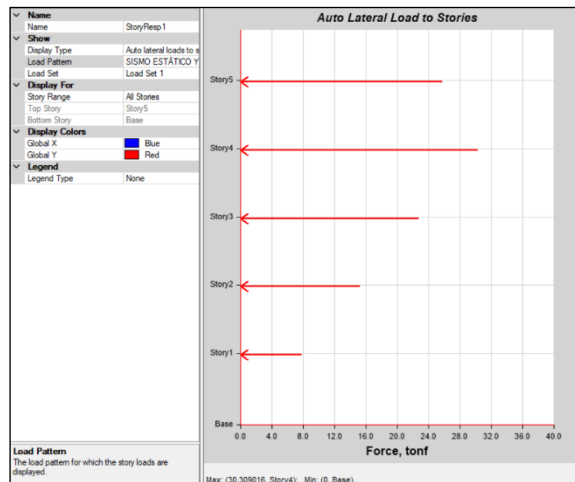 Name
Name StoryResp1
Show
Display Type Auto lateral loads to s
Load Pattern SISMO ESTÁTICO Y
Load Set Load Set 1
Display For
Story Range All Stories
Top Story Story5
Bottom Story Base
Display Colors
Global X Blue
Global Y Red
Legend
Legend Type None
Load Pattern
The load pattern for which the story loads are
displayed.
Auto Lateral Load to Stories
Story5
Story4
Story3
Story2
Story1
Base
0.0 4.0 8.0 12.0 16.0 20.0 24.0 28.0 32.0 36.0 40.0
Force, tonf
Max: (30.309016, Story4); Min: (0, Base)